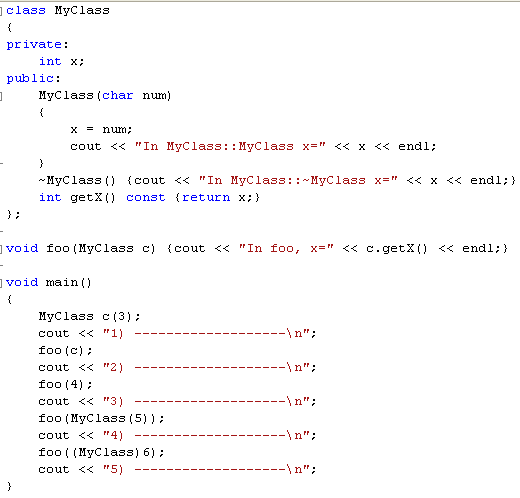 class MyClass
{
private:
    int x;
public:
    MyClass(char num)
    {
        x = num;
        cout << "In MyClass::MyClass x=" << x << endl;
    }
    ~MyClass() {cout << "In MyClass::~MyClass x=" << x << endl;}
    int getX() const {return x;}
};

void foo(MyClass c) {cout << "In foo, x=" << c.getX() << endl;}

void main()
{
    MyClass c(3);
    cout << "1) -------------------\n";
    foo(c);
    cout << "2) -------------------\n";
    foo(4);
    cout << "3) -------------------\n";
    foo(MyClass(5));
    cout << "4) -------------------\n";
    foo((MyClass)6);
    cout << "5) -------------------\n";
}